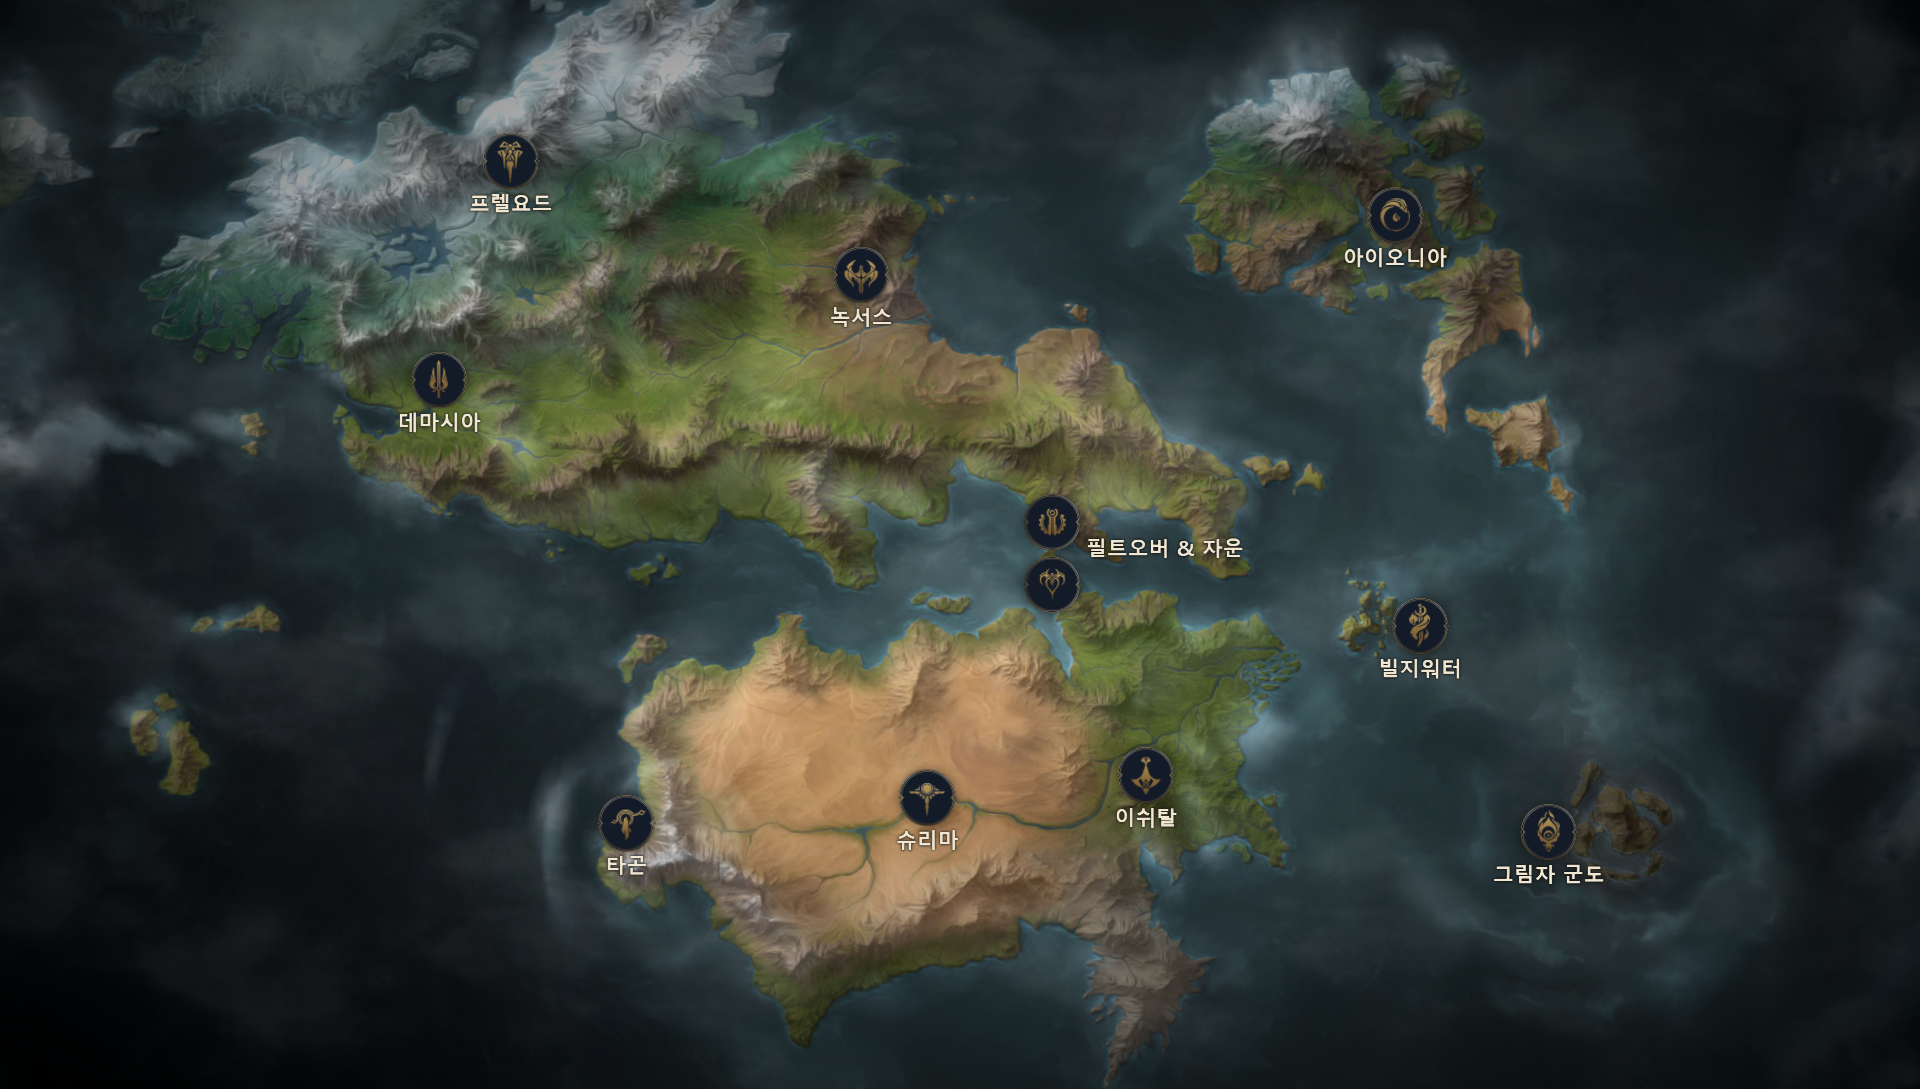 프렐요드
아이오니아
녹서스
데마시아
필트오버 & 자운
빌지워터
이쉬탈
슈리마
타곤
그림자 군도